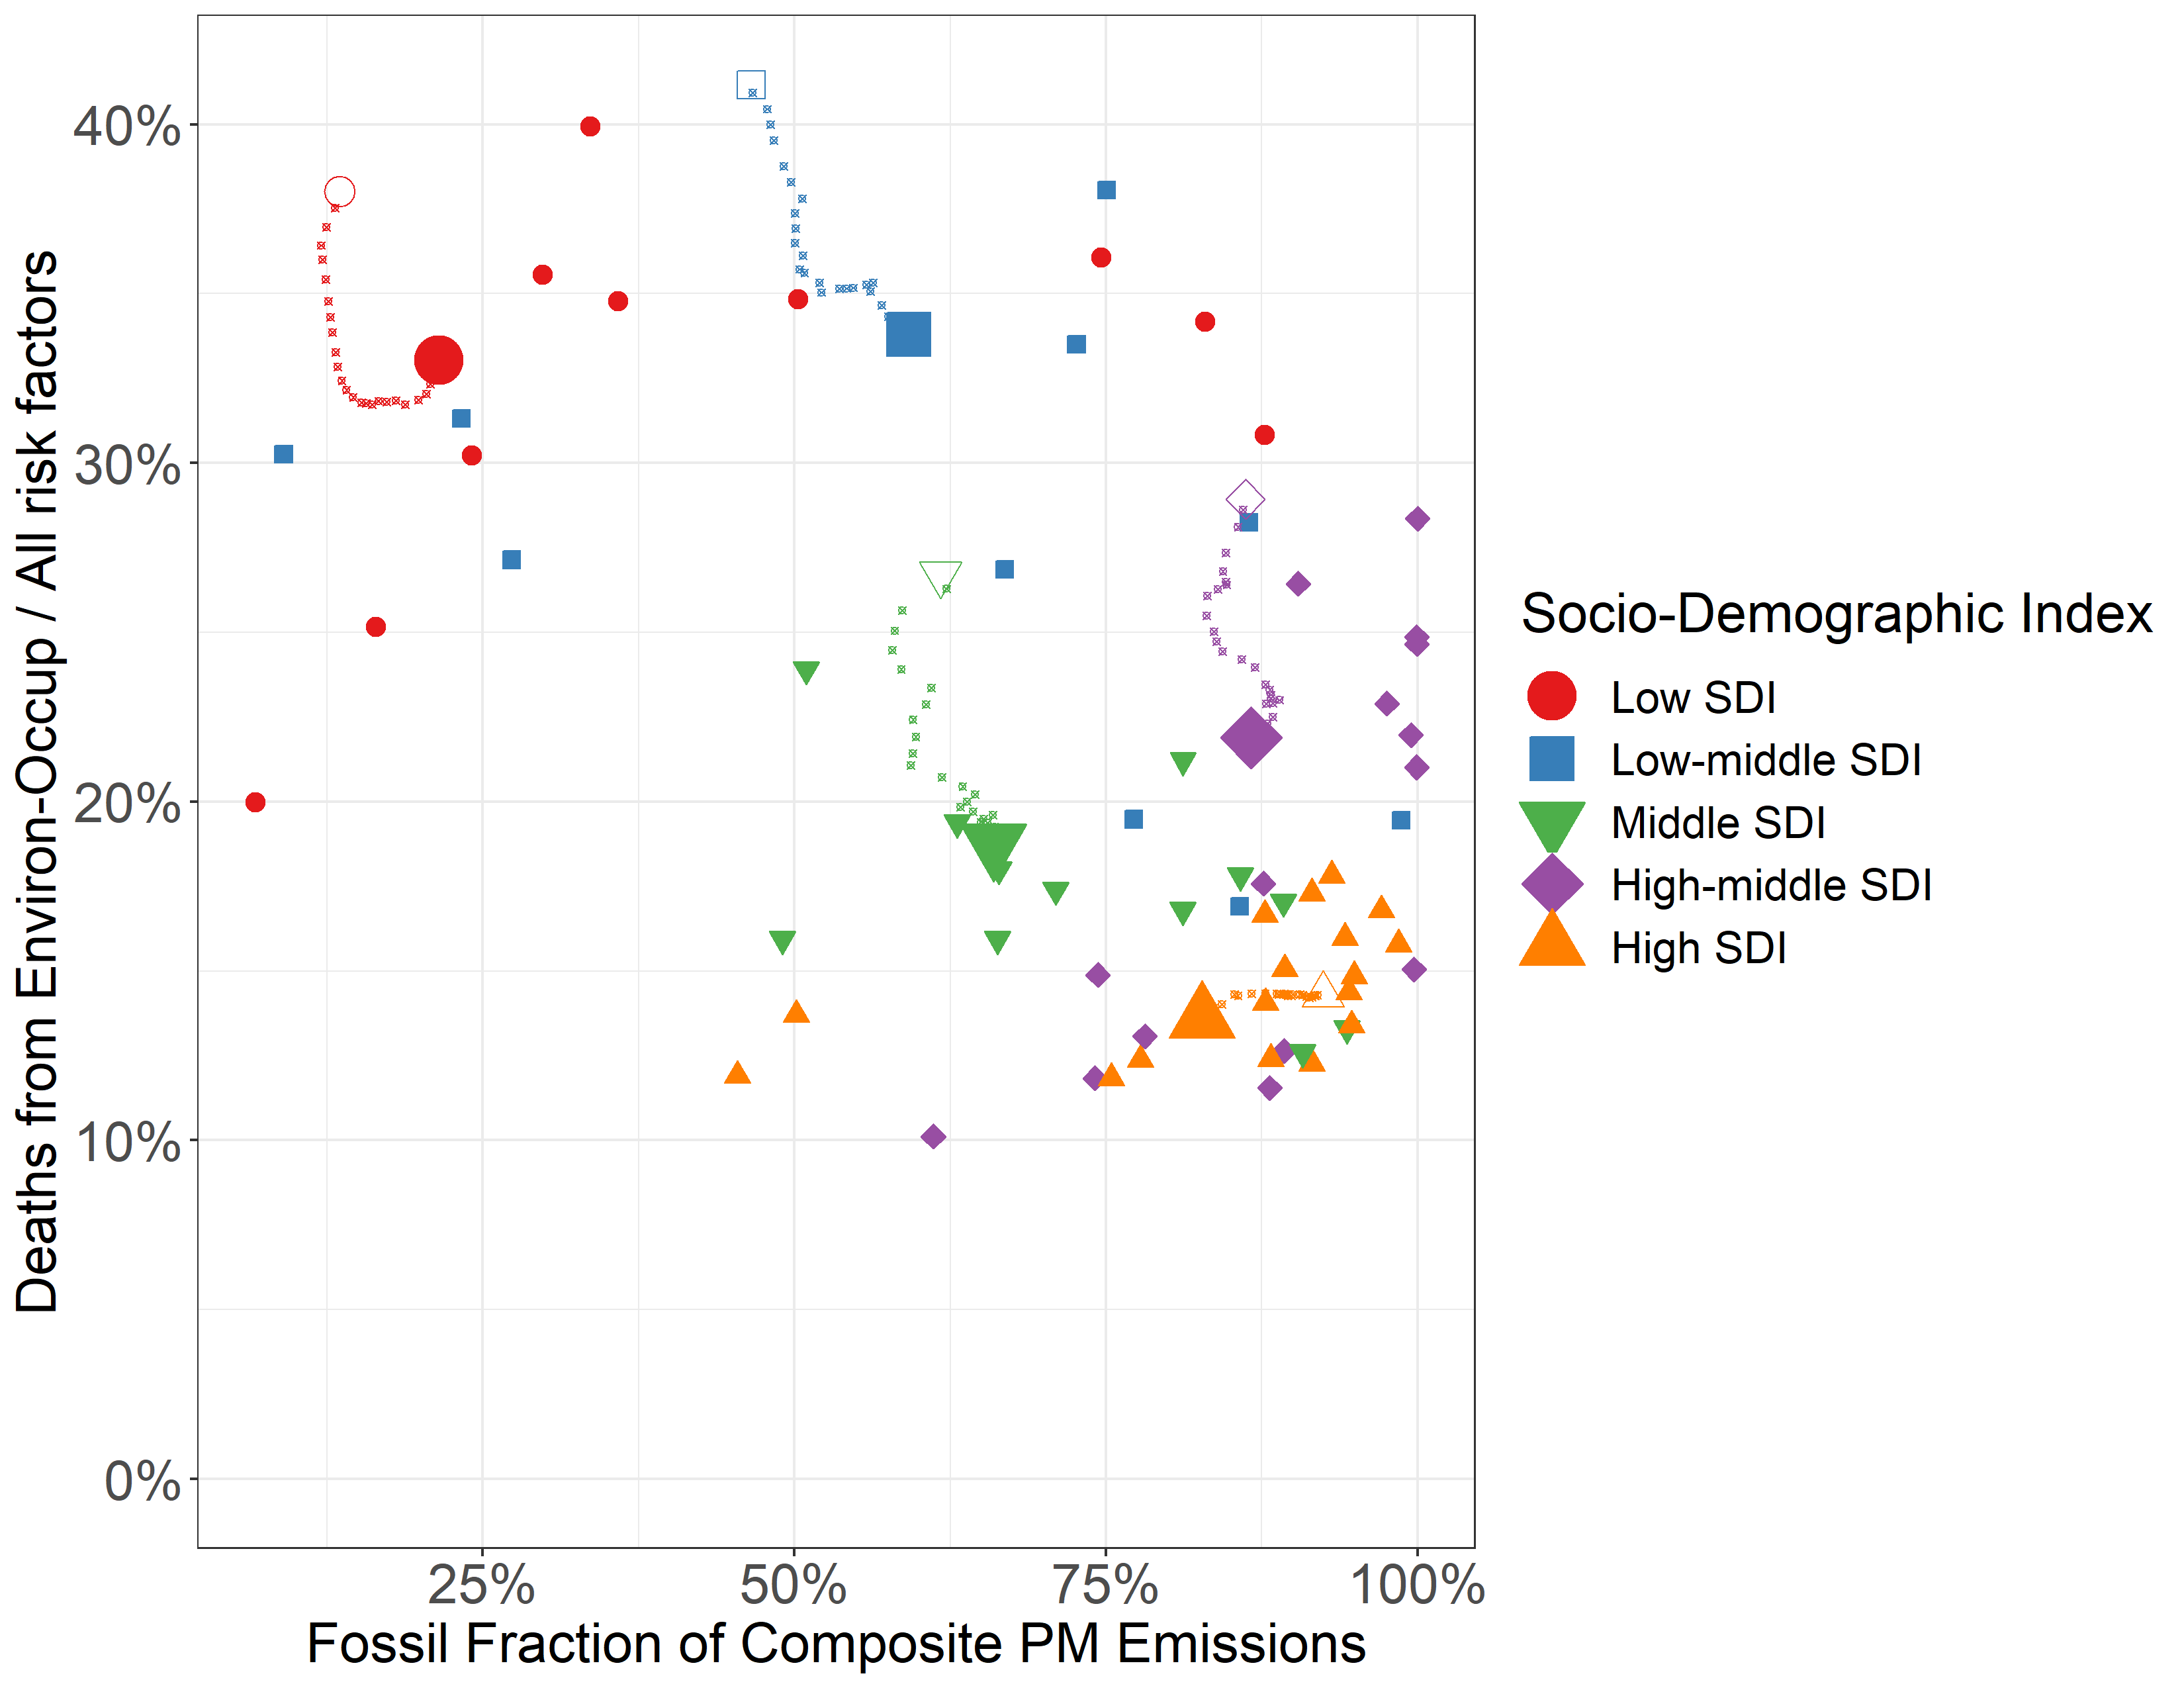 Deaths from Environ-Occup / All risk factors
40%
30%
20%
10%
0%
25% 50% 75% 100%
Fossil Fraction of Composite PM Emissions
Socio-Demographic Index
Low SDI
Low-middle SDI
Middle SDI
High-middle SDI
High SDI